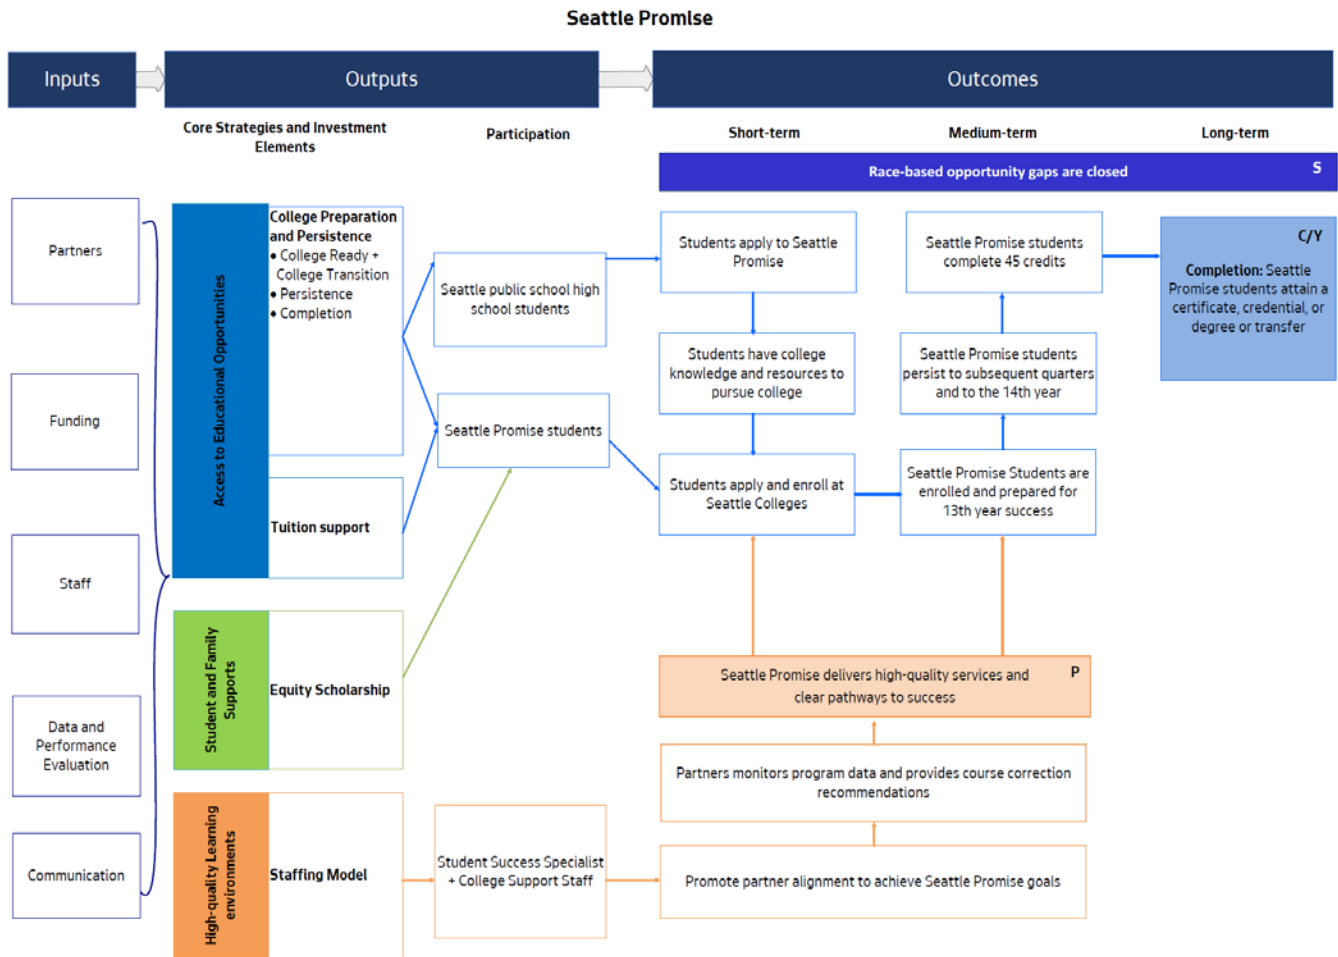 Seattle Promise
Inputs
Outputs
Outcomes
Core Strategies and Investment
Elements
Participation
Short-term
Medium-term
Long-term
Race-based opportunity gaps are closed
S
Partners
Funding
Staff
Data and
Performance
Evaluation
Communication
Access to Educational Opportunities
College Preparation
and Persistence
• College Ready +
College Transition
• Persistence
• Completion
Tuition support
Student and Family
Supports
Equity Scholarship
High-quality Learning
environments
Staffing Model
Seattle public school high
school students
Seattle Promise students
Student Success Specialist
+ College Support Staff
Students apply to Seattle
Promise
Students have college
knowledge and resources to
pursue college
Students apply and enroll at
Seattle Colleges
Seattle Promise students
complete 45 credits
Seattle Promise students
persist to subsequent quarters
and to the 14th year
Seattle Promise Students are
enrolled and prepared for
13th year success
C/Y
Completion: Seattle
Promise students attain a
certificate, credential, or
degree or transfer
Seattle Promise delivers high-quality services and
clear pathways to success
P
Partners monitors program data and provides course correction
recommendations
Promote partner alignment to achieve Seattle Promise goals